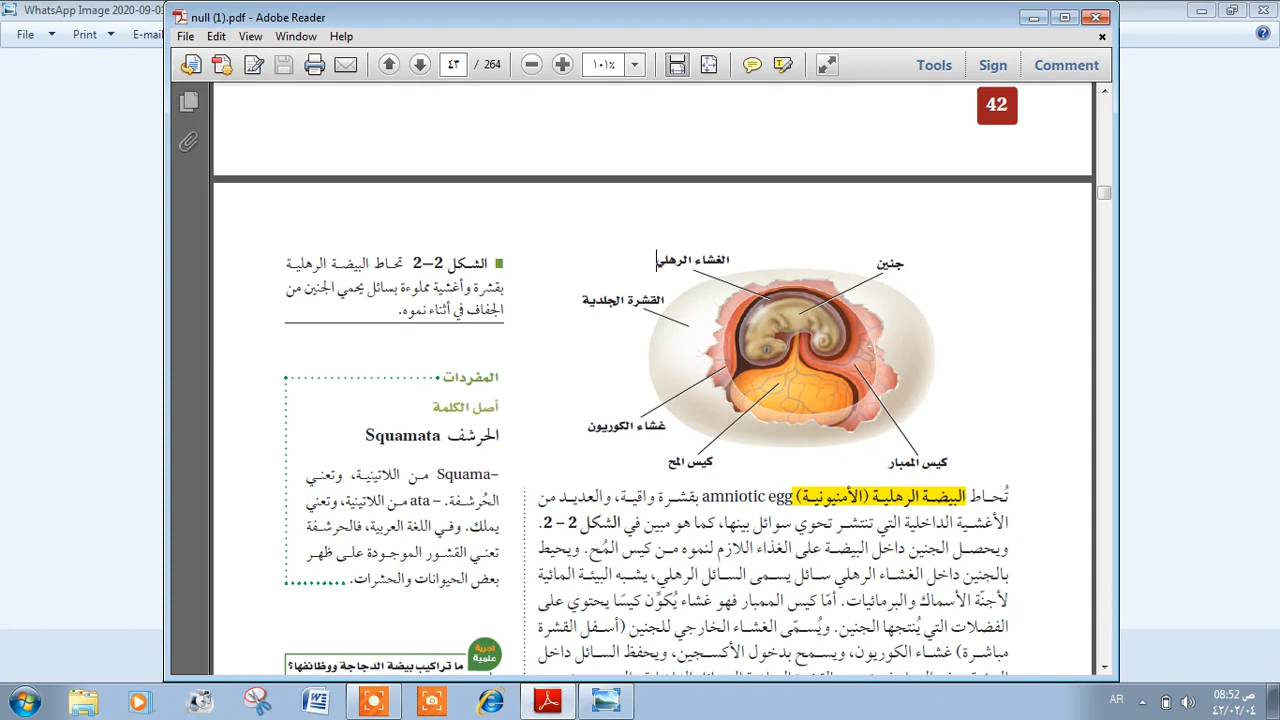 WhatsApp Image 2020-09-01
File Print E-mail
null (1).pdf - Adobe Reader
File Edit View Window Help
٤٣ / 264 ١٠١٪ Tools Sign Comment
42
الغشاء الرهلي
جنين
القشرة الجلدية
غشاء الكوريون
كيس المح
كيس الممبار
■ الشكل 2–2 تحاط البيضة الرهلية
بقشرة وأغشية مملوءة بسائل يحمي الجنين من
الجفاف في أثناء نموه.
تُحاط البيضة الرهلية (الأمنيونية) amniotic egg بقشرة واقية، والعديد من
الأغشية الداخلية التي تنتشر تحوي سوائل بينها، كما هو مبين في الشكل 2 – 2.
ويحصل الجنين داخل البيضة على الغذاء اللازم لنموه من كيس المُح. ويحيط
بالجنين داخل الغشاء الرهلي سائل يسمى السائل الرهلي، يشبه البيئة المائية
لأجنّة الأسماك والبرمائيات. أمّا كيس الممبار فهو غشاء يُكوِّن كيسًا يحتوي على
الفضلات التي يُنتجها الجنين. ويُسمّى الغشاء الخارجي للجنين (أسفل القشرة
مباشرة) غشاء الكوريون، ويسمح بدخول الأكسجين، ويحفظ السائل داخل
المفردات
أصل الكلمة
الحرشف Squamata
Squama– من اللاتينية، وتعني
الحُرشفة. – ata من اللاتينية، وتعني
يملك. وفي اللغة العربية، فالحرشفة
تعني القشور الموجودة على ظهر
بعض الحيوانات والحشرات.
تجربة
علمية
ما تراكيب بيضة الدجاجة ووظائفها؟
AR
08:52 ص
٤٢/٠٢/٠٤